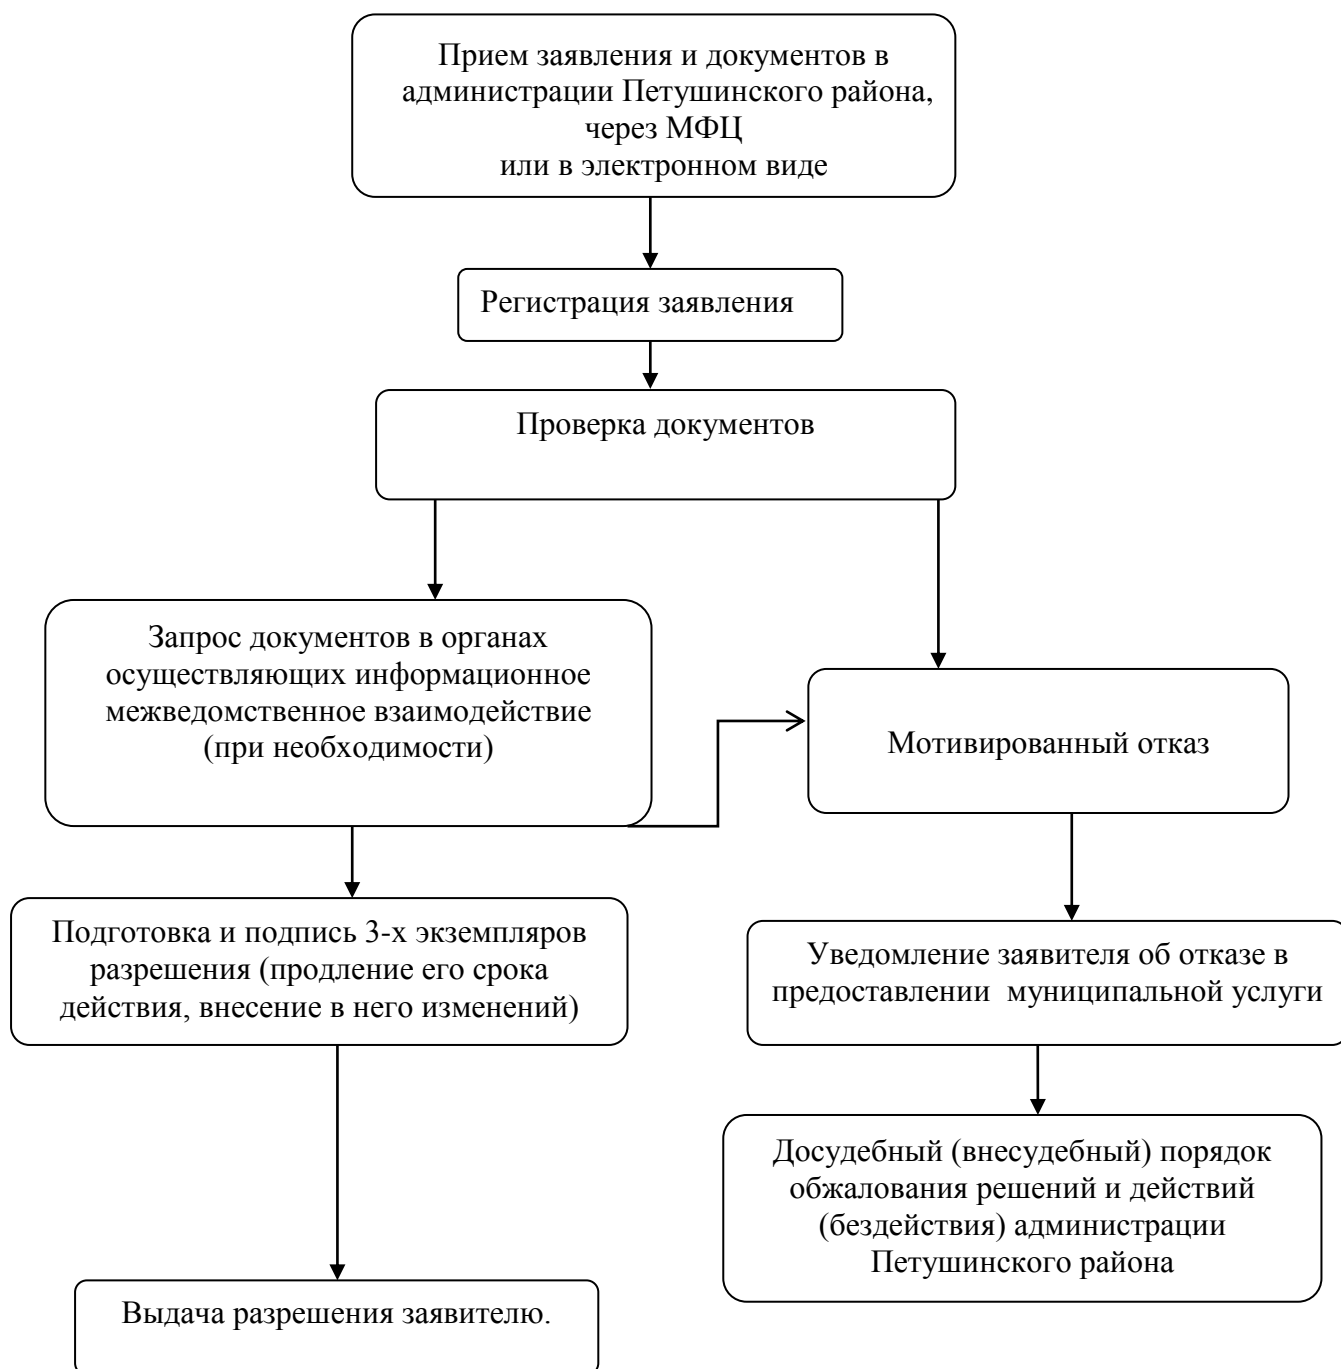 Прием заявления и документов в
администрации Петушинского района,
через МФЦ
или в электронном виде
Регистрация заявления
Проверка документов
Запрос документов в органах
осуществляющих информационное
межведомственное взаимодействие
(при необходимости)
Мотивированный отказ
Подготовка и подпись 3-х экземпляров
разрешения (продление его срока
действия, внесение в него изменений)
Уведомление заявителя об отказе в
предоставлении муниципальной услуги
Досудебный (внесудебный) порядок
обжалования решений и действий
(бездействия) администрации
Петушинского района
Выдача разрешения заявителю.